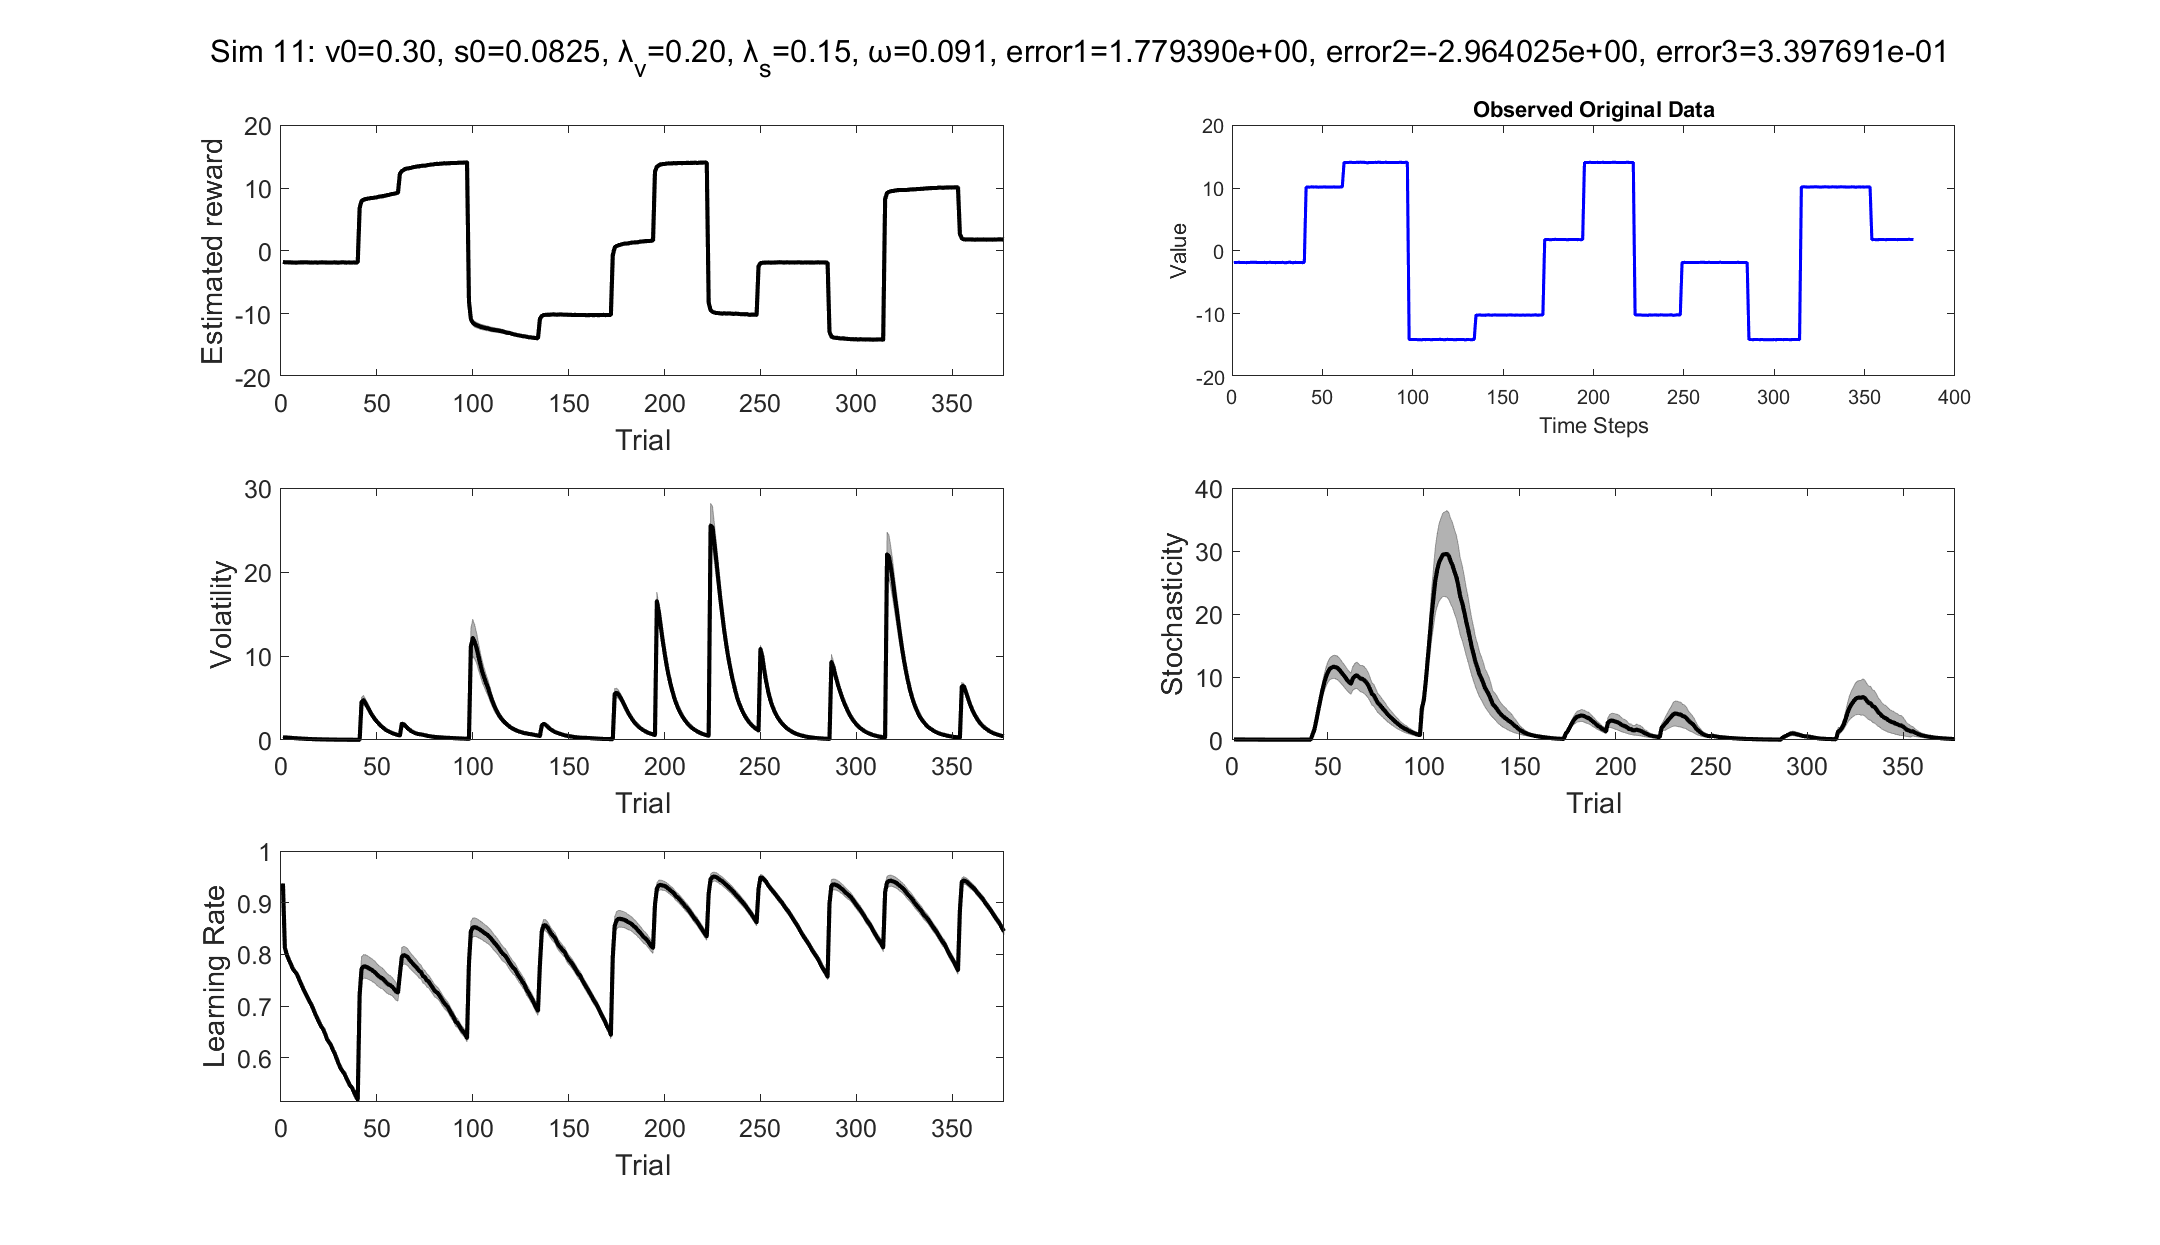 Sim 11: v0=0.30, s0=0.0825, λv=0.20, λs=0.15, ω=0.091, error1=1.779390e+00, error2=-2.964025e+00, error3=3.397691e-01
Estimated reward
20
10
0
-10
-20
0 50 100 150 200 250 300 350
Trial
Observed Original Data
Value
20
10
0
-10
-20
0 50 100 150 200 250 300 350 400
Time Steps
Volatility
30
20
10
0
0 50 100 150 200 250 300 350
Trial
Stochasticity
40
30
20
10
0
0 50 100 150 200 250 300 350
Trial
Learning Rate
1
0.9
0.8
0.7
0.6
0 50 100 150 200 250 300 350
Trial